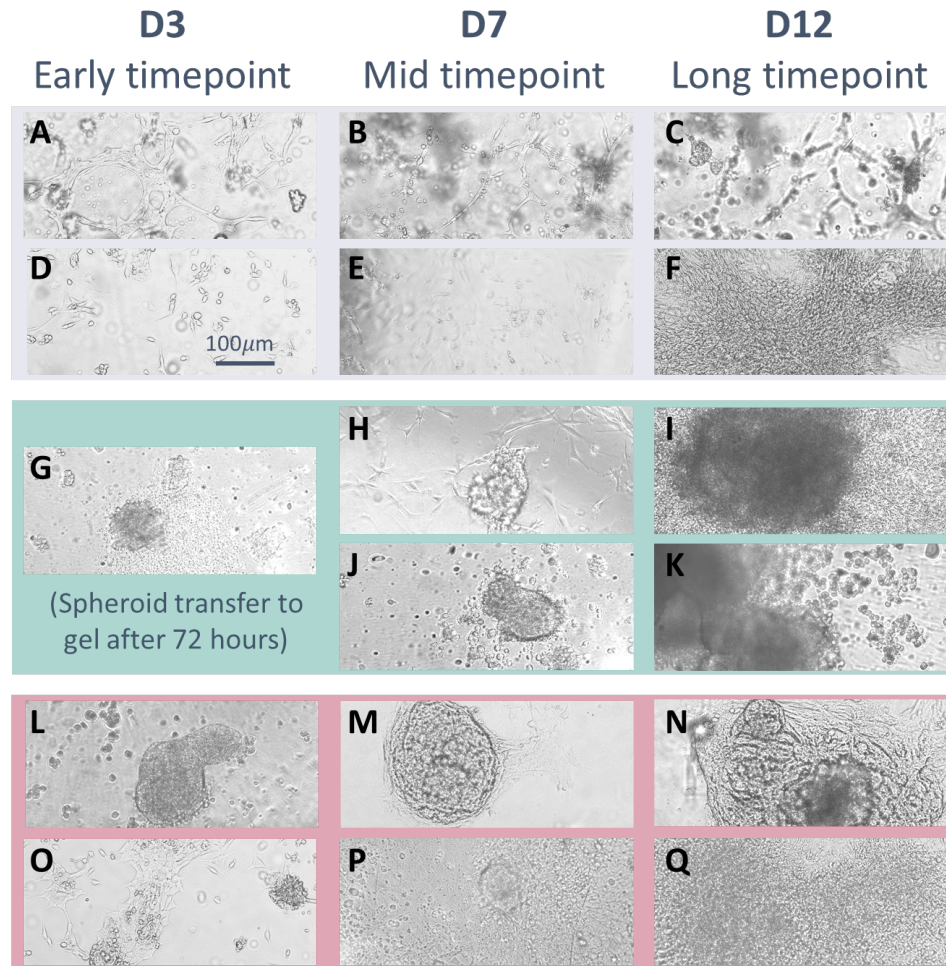 D3
D7
D12
Early timepoint
Mid timepoint
Long timepoint
A
B
C
D
E
F
100μm
G
H
I
(Spheroid transfer to
gel after 72 hours)
J
K
L
M
N
O
P
Q